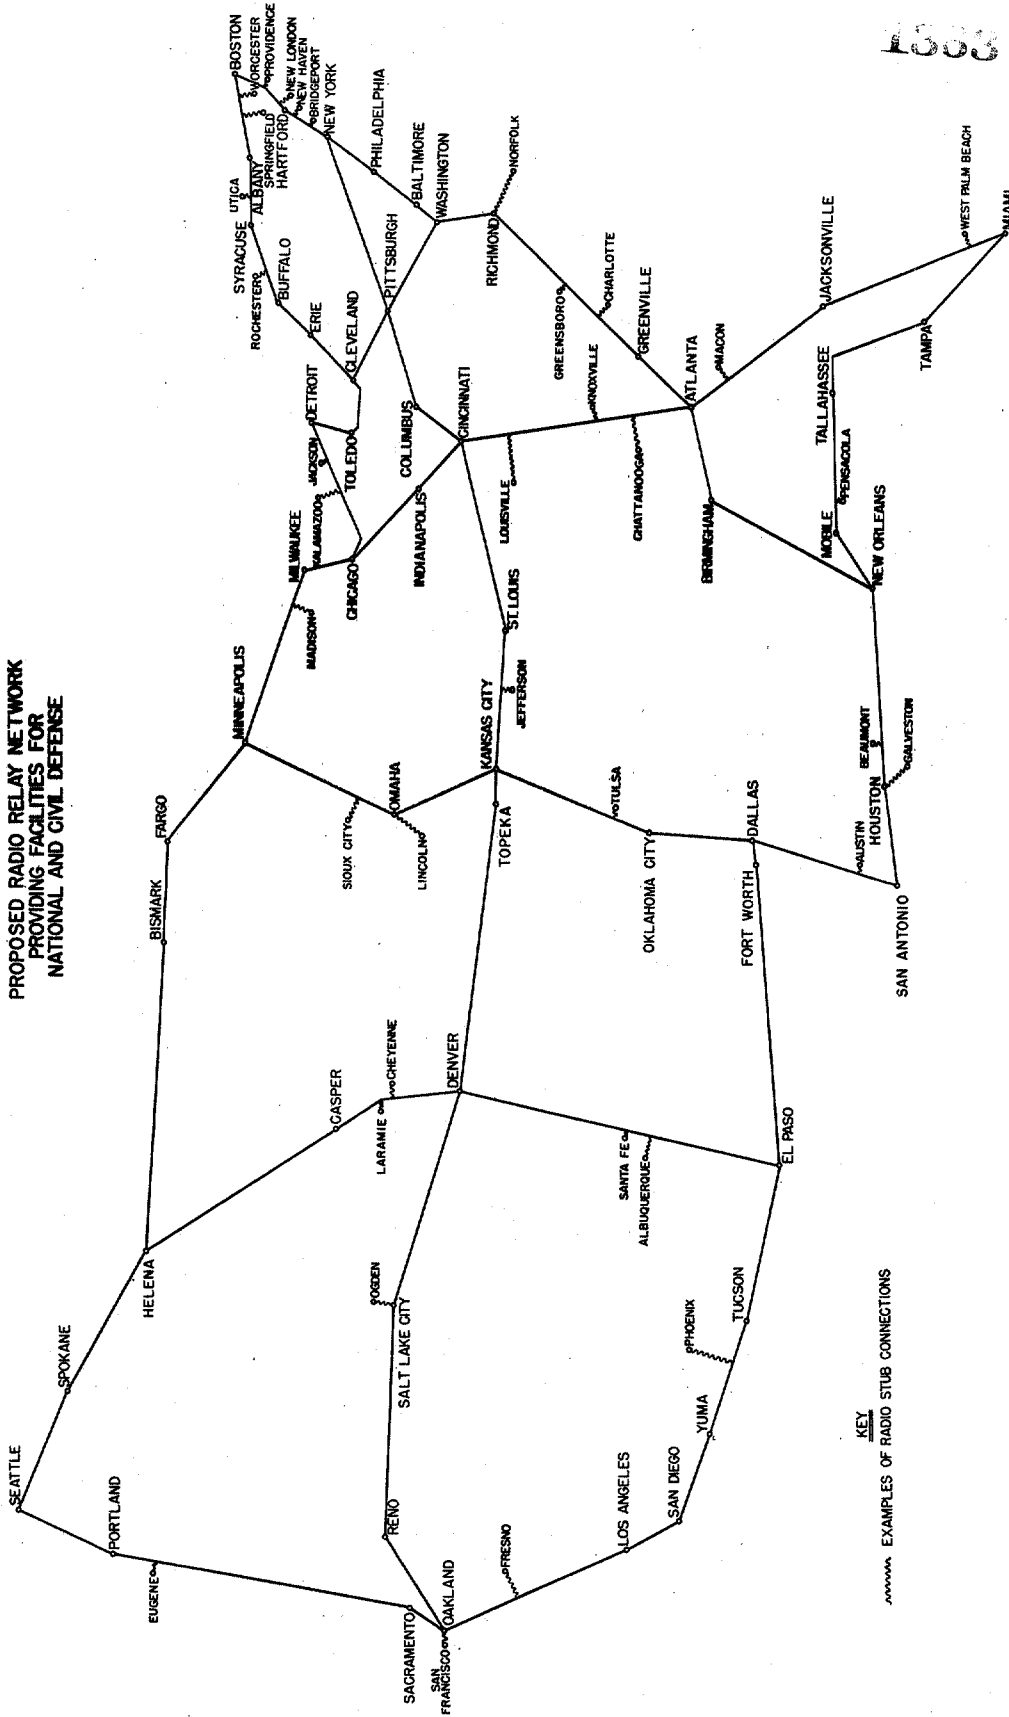 PROPOSED RADIO RELAY NETWORK
PROVIDING FACILITIES FOR
NATIONAL AND CIVIL DEFENSE
1383
SEATTLE
SPOKANE
PORTLAND
EUGENE
HELENA
BISMARK
FARGO
MINNEAPOLIS
MADISON
MILWAUKEE
CHICAGO
KALAMAZOO
JACKSON
DETROIT
TOLEDO
CLEVELAND
ERIE
BUFFALO
ROCHESTER
SYRACUSE
UTICA
ALBANY
SPRINGFIELD
HARTFORD
BOSTON
WORCESTER
PROVIDENCE
NEW LONDON
NEW HAVEN
BRIDGEPORT
NEW YORK
PHILADELPHIA
BALTIMORE
WASHINGTON
PITTSBURGH
COLUMBUS
CINCINNATI
INDIANAPOLIS
RICHMOND
NORFOLK
GREENSBORO
CHARLOTTE
GREENVILLE
KNOXVILLE
LOUISVILLE
CHATTANOOGA
ATLANTA
MACON
BIRMINGHAM
JACKSONVILLE
WEST PALM BEACH
MIAMI
TAMPA
TALLAHASSEE
PENSACOLA
MOBILE
NEW ORLEANS
BEAUMONT
GALVESTON
HOUSTON
SAN ANTONIO
AUSTIN
DALLAS
FORT WORTH
OKLAHOMA CITY
TULSA
SIOUX CITY
OMAHA
LINCOLN
KANSAS CITY
TOPEKA
JEFFERSON
ST. LOUIS
CASPER
LARAMIE
CHEYENNE
DENVER
SANTA FE
ALBUQUERQUE
EL PASO
OGDEN
SALT LAKE CITY
RENO
SACRAMENTO
OAKLAND
SAN
FRANCISCO
FRESNO
LOS ANGELES
SAN DIEGO
YUMA
PHOENIX
TUCSON
KEY
EXAMPLES OF RADIO STUB CONNECTIONS